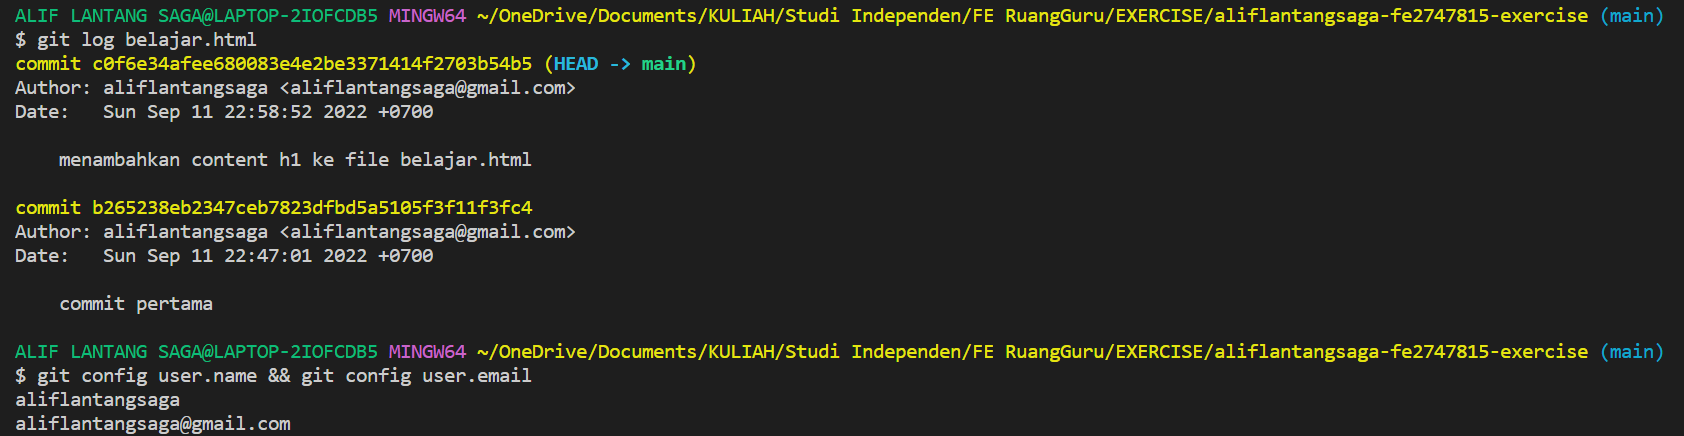 ALIF LANTANG SAGA@LAPTOP-2IOFCDB5 MINGW64 ~/OneDrive/Documents/KULIAH/Studi Independen/FE RuangGuru/EXERCISE/aliflantangsaga-fe2747815-exercise (main)
$ git log belajar.html
commit c0f6e34afee680083e4e2be3371414f2703b54b5 (HEAD -> main)
Author: aliflantangsaga <aliflantangsaga@gmail.com>
Date:   Sun Sep 11 22:58:52 2022 +0700
    menambahkan content h1 ke file belajar.html
commit b265238eb2347ceb7823dfbd5a5105f3f11f3fc4
Author: aliflantangsaga <aliflantangsaga@gmail.com>
Date:   Sun Sep 11 22:47:01 2022 +0700
    commit pertama
ALIF LANTANG SAGA@LAPTOP-2IOFCDB5 MINGW64 ~/OneDrive/Documents/KULIAH/Studi Independen/FE RuangGuru/EXERCISE/aliflantangsaga-fe2747815-exercise (main)
$ git config user.name && git config user.email
aliflantangsaga
aliflantangsaga@gmail.com